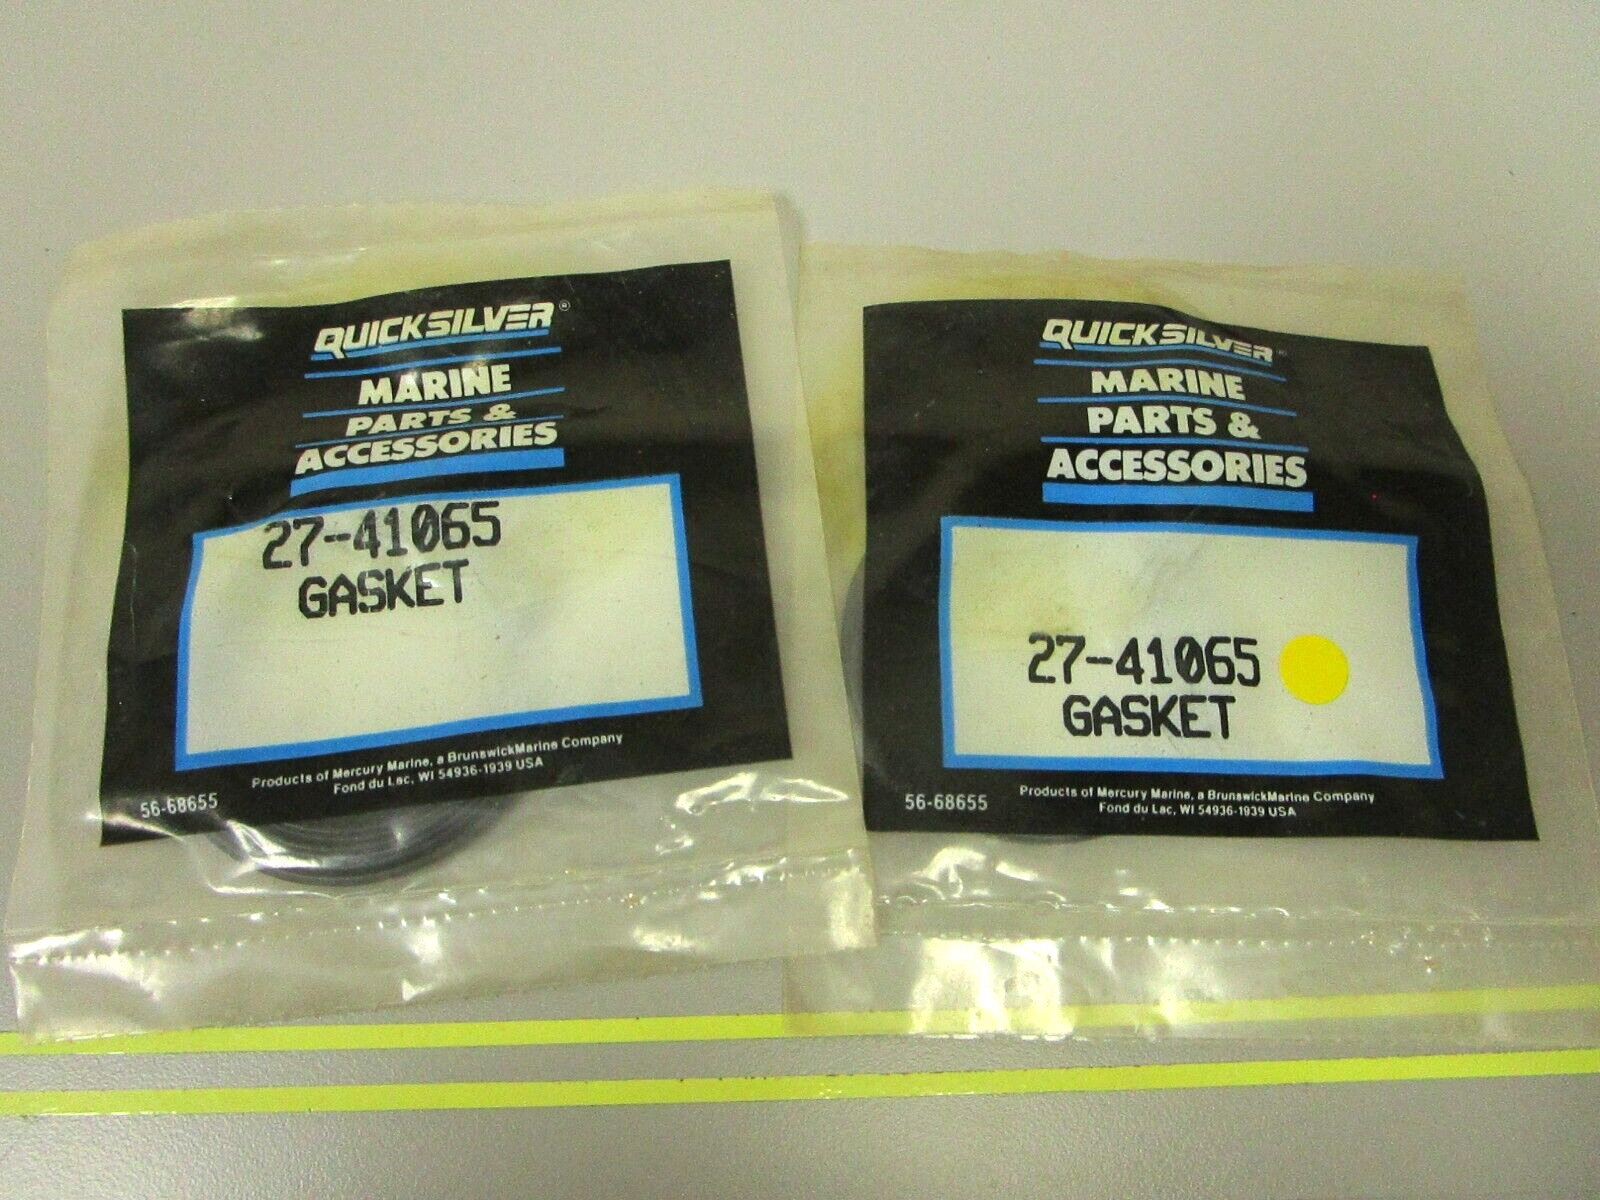 QUICKSILVER®
MARINE
PARTS &
ACCESSORIES
27-41065
GASKET
Products of Mercury Marine, a BrunswickMarine Company
Fond du Lac, WI 54936-1939 USA
56-68655
QUICKSILVER®
MARINE
PARTS &
ACCESSORIES
27-41065
GASKET
Products of Mercury Marine, a BrunswickMarine Company
Fond du Lac, WI 54936-1939 USA
56-68655